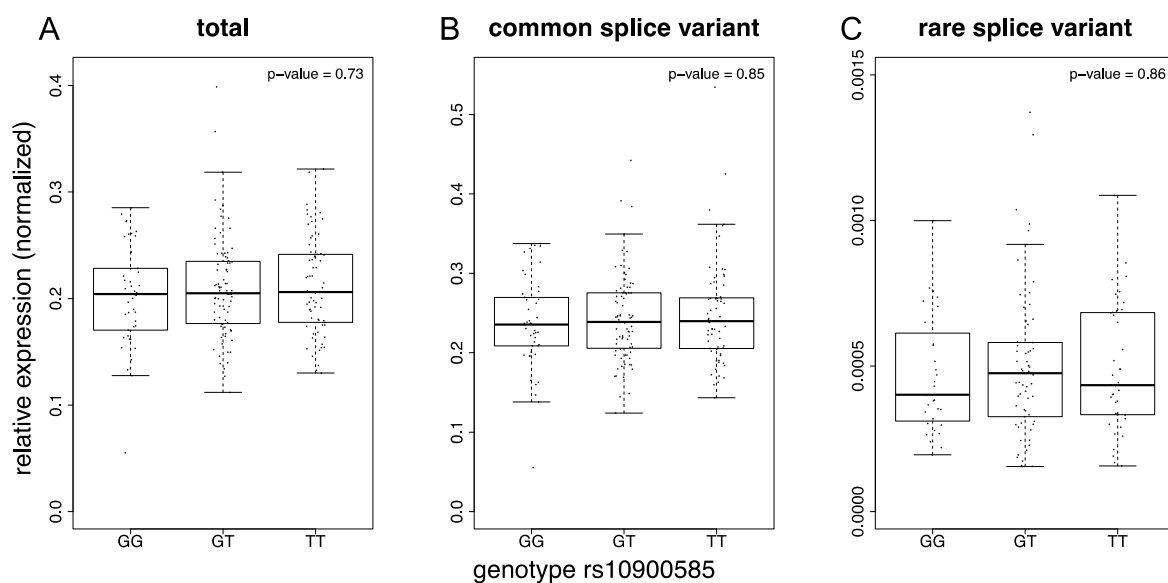 A total
p-value = 0.73
relative expression (normalized)
0.4
0.3
0.2
0.1
0.0
GG GT TT
B common splice variant
p-value = 0.85
0.5
0.4
0.3
0.2
0.1
0.0
GG GT TT
C rare splice variant
p-value = 0.86
0.0015
0.0010
0.0005
0.0000
GG GT TT
genotype rs10900585